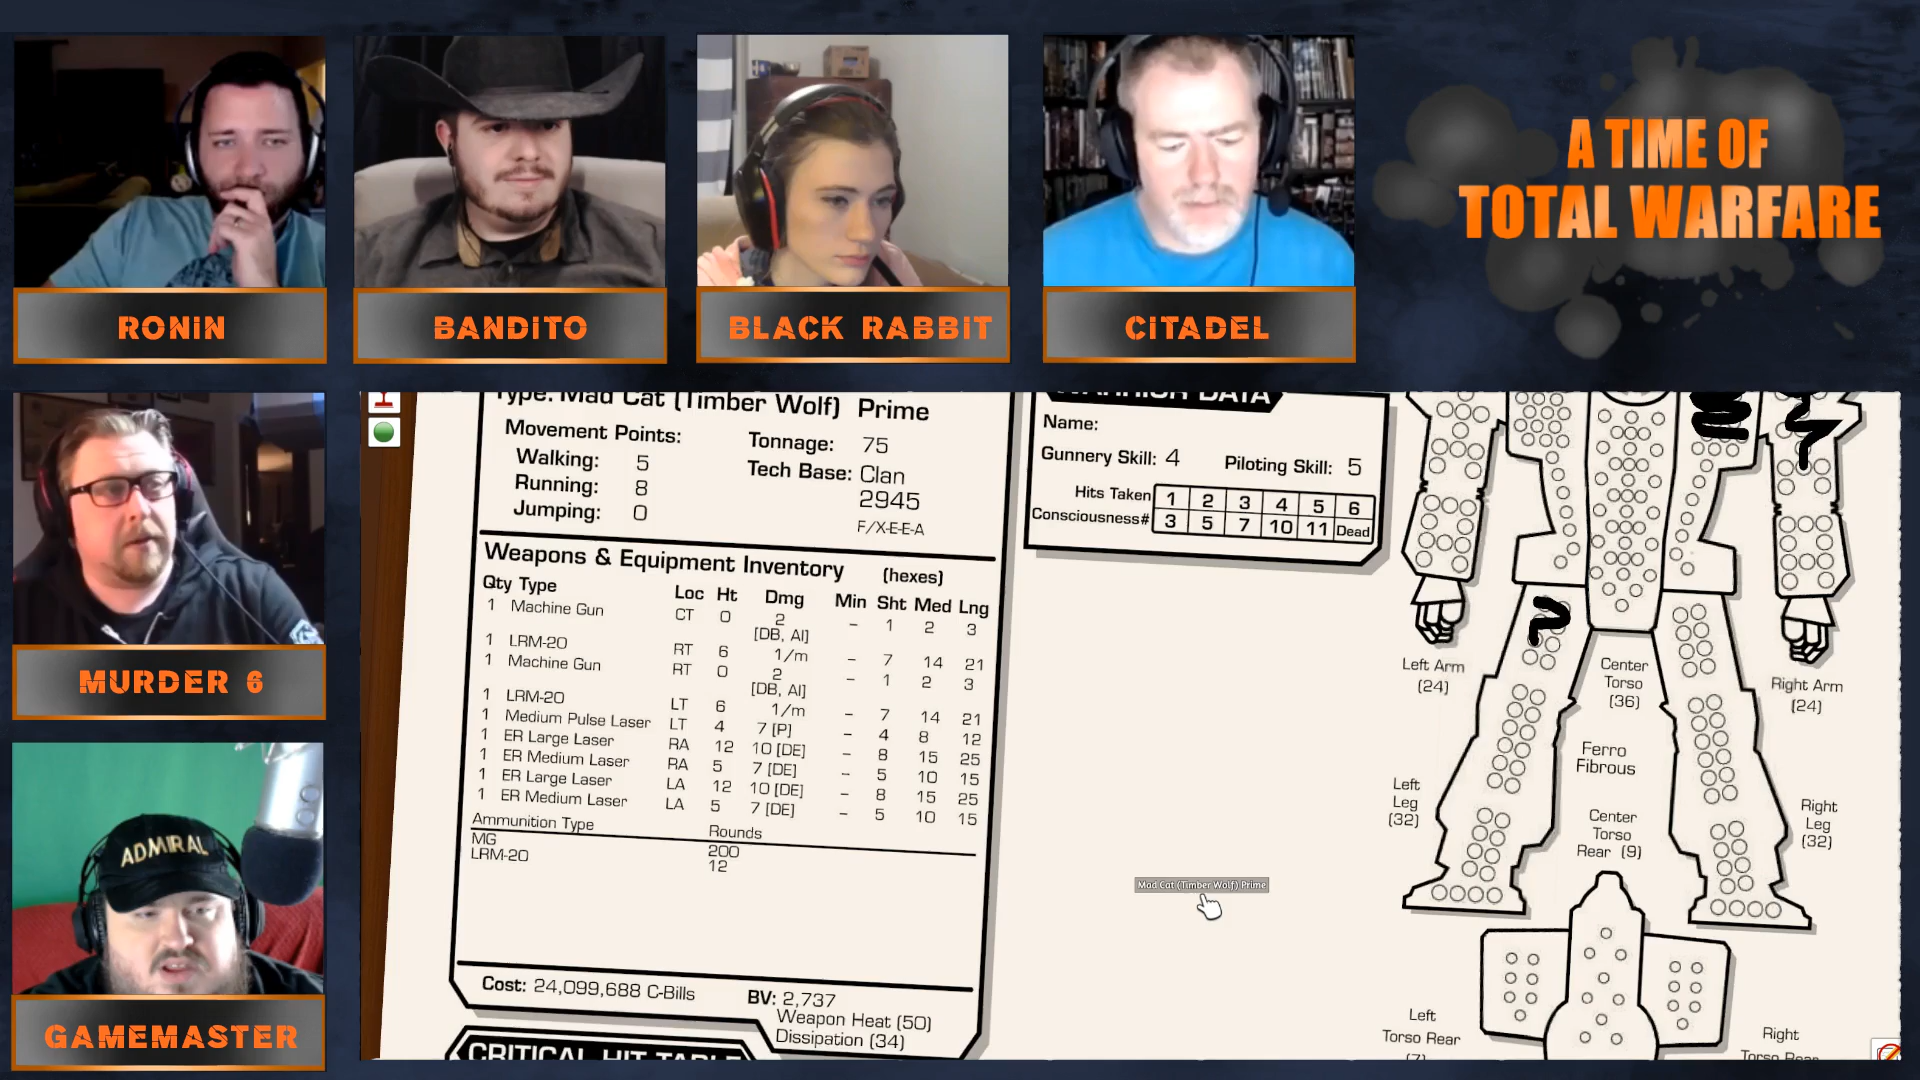 A TIME OF
TOTAL WARFARE
RONIN
BANDITO
BLACK RABBIT
CITADEL
MURDER 6
ADMIRAL
GAMEMASTER
Type: Mad Cat (Timber Wolf) Prime
Movement Points:
Walking: 5
Running: 8
Jumping: 0
Tonnage: 75
Tech Base: Clan
2945
F/X-E-E-A
Weapons & Equipment Inventory (hexes)
Qty Type Loc Ht Dmg Min Sht Med Lng
1 Machine Gun CT 0 2 – 1 2 3
[DB, AI]
1 LRM-20 RT 6 1/m – 7 14 21
1 Machine Gun RT 0 2 – 1 2 3
[DB, AI]
1 LRM-20 LT 6 1/m – 7 14 21
1 Medium Pulse Laser LT 4 7 [P] – 4 8 12
1 ER Large Laser RA 12 10 [DE] – 8 15 25
1 ER Medium Laser RA 5 7 [DE] – 5 10 15
1 ER Large Laser LA 12 10 [DE] – 8 15 25
1 ER Medium Laser LA 5 7 [DE] – 5 10 15
Ammunition Type Rounds
MG 200
LRM-20 12
Cost: 24,099,688 C-Bills
BV: 2,737
Weapon Heat (50)
Dissipation (34)
CRITICAL HIT TABLE
WARRIOR DATA
Name:
Gunnery Skill: 4 Piloting Skill: 5
Hits Taken 1 2 3 4 5 6
Consciousness# 3 5 7 10 11 Dead
Mad Cat (Timber Wolf) Prime
Left Arm
(24)
Center
Torso
(36)
Right Arm
(24)
Ferro
Fibrous
Left
Leg
(32)
Center
Torso
Rear (9)
Right
Leg
(32)
Left
Torso Rear
(7)
Right
Torso Rear